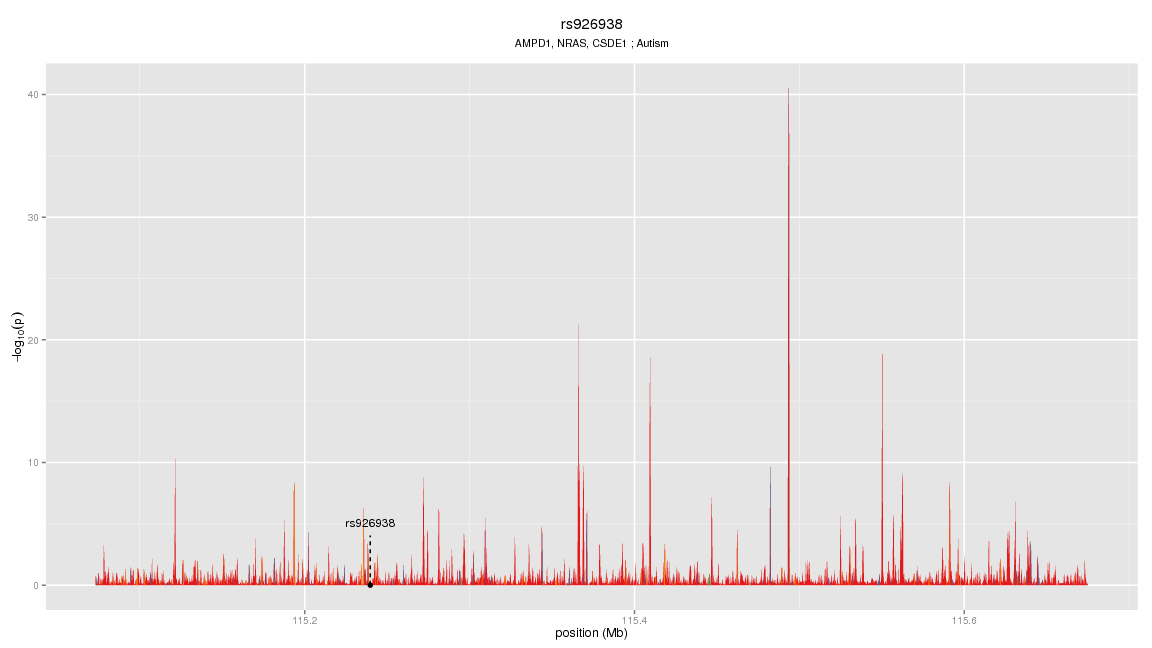 rs926938
AMPD1, NRAS, CSDE1 ; Autism
40
30
20
10
0
−log10(p)
rs926938
115.2
115.4
115.6
position (Mb)